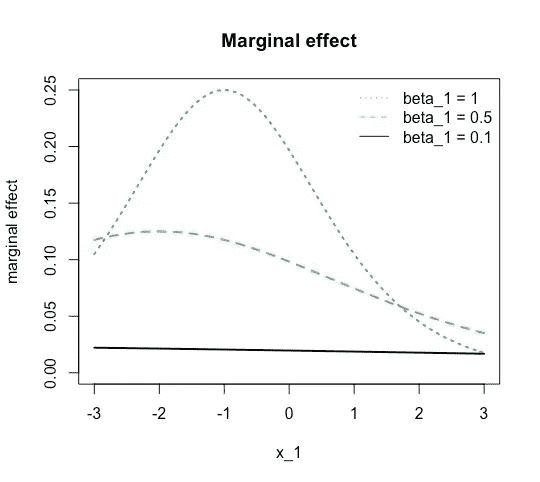 Marginal effect
beta_1 = 1
beta_1 = 0.5
beta_1 = 0.1
marginal effect
0.25
0.20
0.15
0.10
0.05
0.00
-3 -2 -1 0 1 2 3
x_1